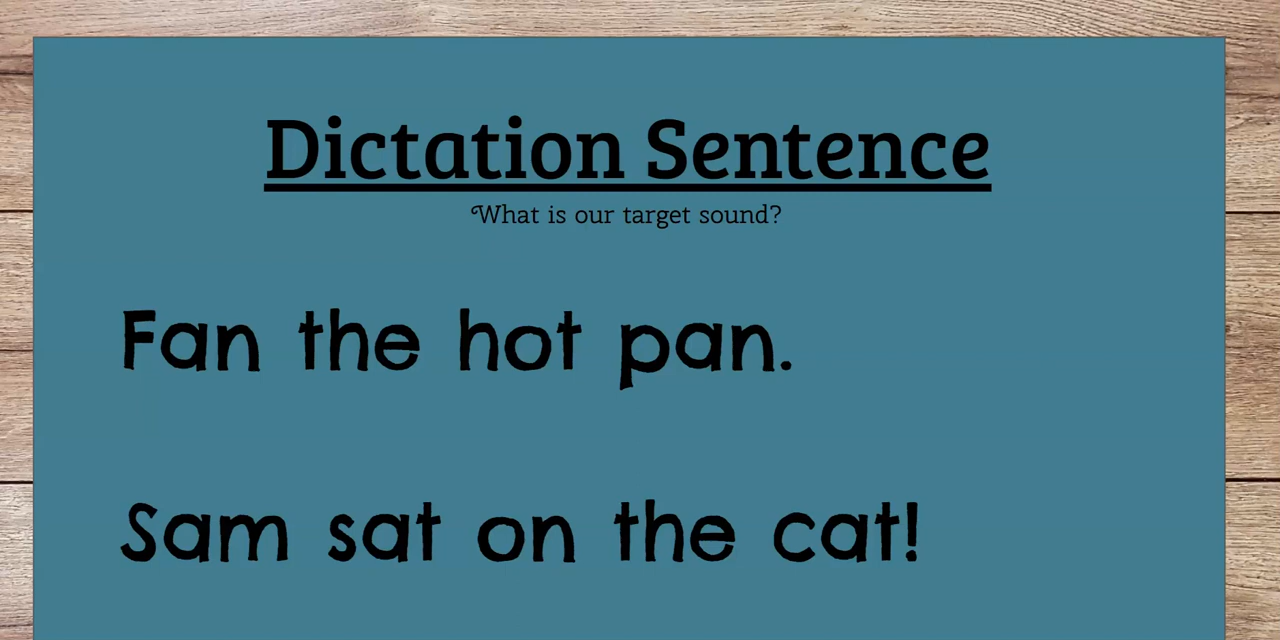 Dictation Sentence
What is our target sound?
Fan the hot pan.
Sam sat on the cat!